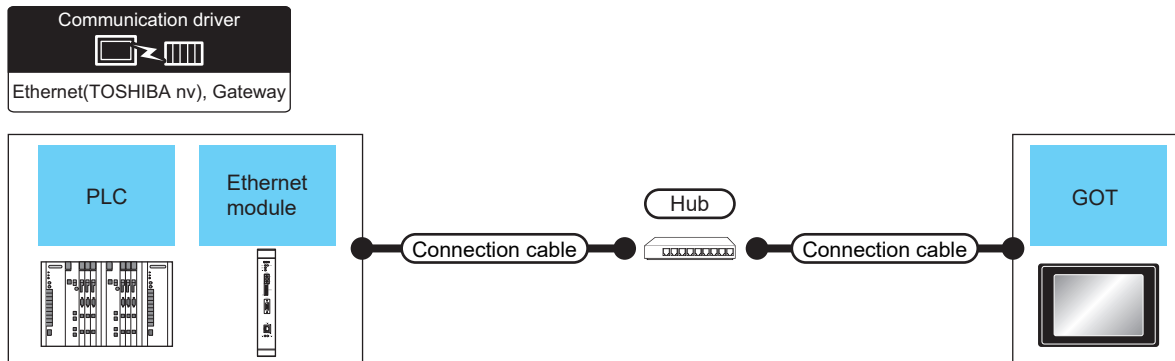 Communication driver
Ethernet(TOSHIBA nv), Gateway
PLC
Ethernet
module
Hub
GOT
Connection cable
Connection cable